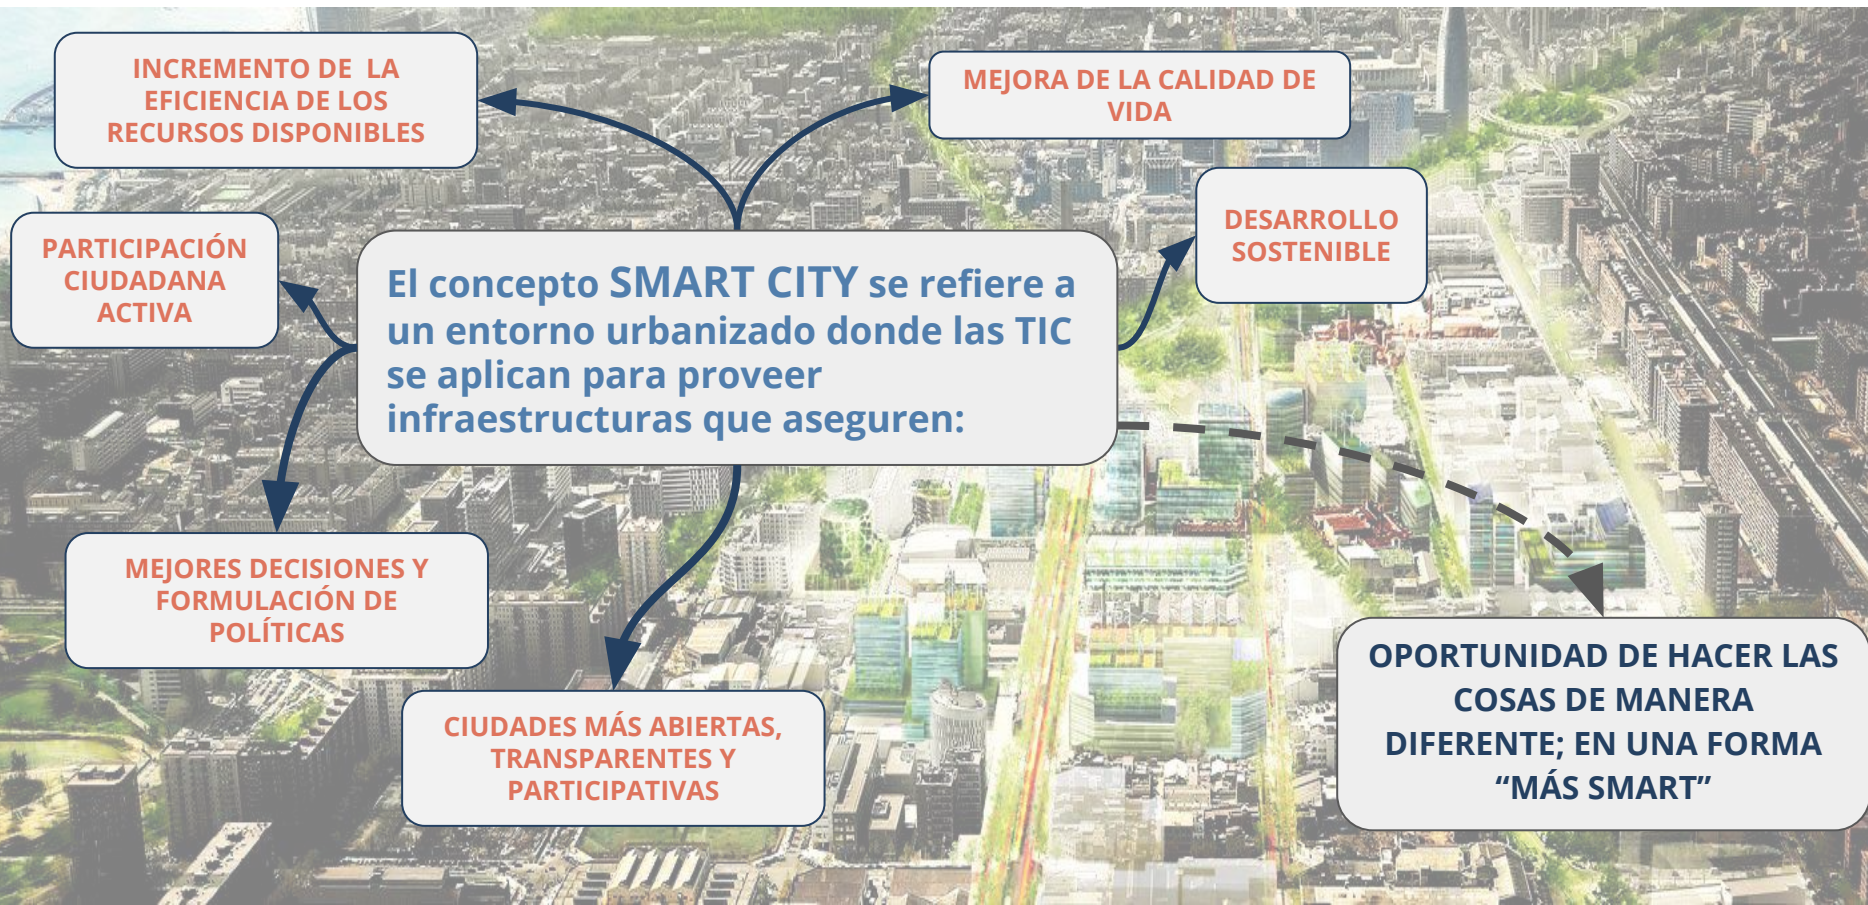 INCREMENTO DE LA
EFICIENCIA DE LOS
RECURSOS DISPONIBLES
MEJORA DE LA CALIDAD DE
VIDA
DESARROLLO
SOSTENIBLE
PARTICIPACIÓN
CIUDADANA
ACTIVA
El concepto SMART CITY se refiere a
un entorno urbanizado donde las TIC
se aplican para proveer
infraestructuras que aseguren:
MEJORES DECISIONES Y
FORMULACIÓN DE
POLÍTICAS
CIUDADES MÁS ABIERTAS,
TRANSPARENTES Y
PARTICIPATIVAS
OPORTUNIDAD DE HACER LAS
COSAS DE MANERA
DIFERENTE; EN UNA FORMA
“MÁS SMART”